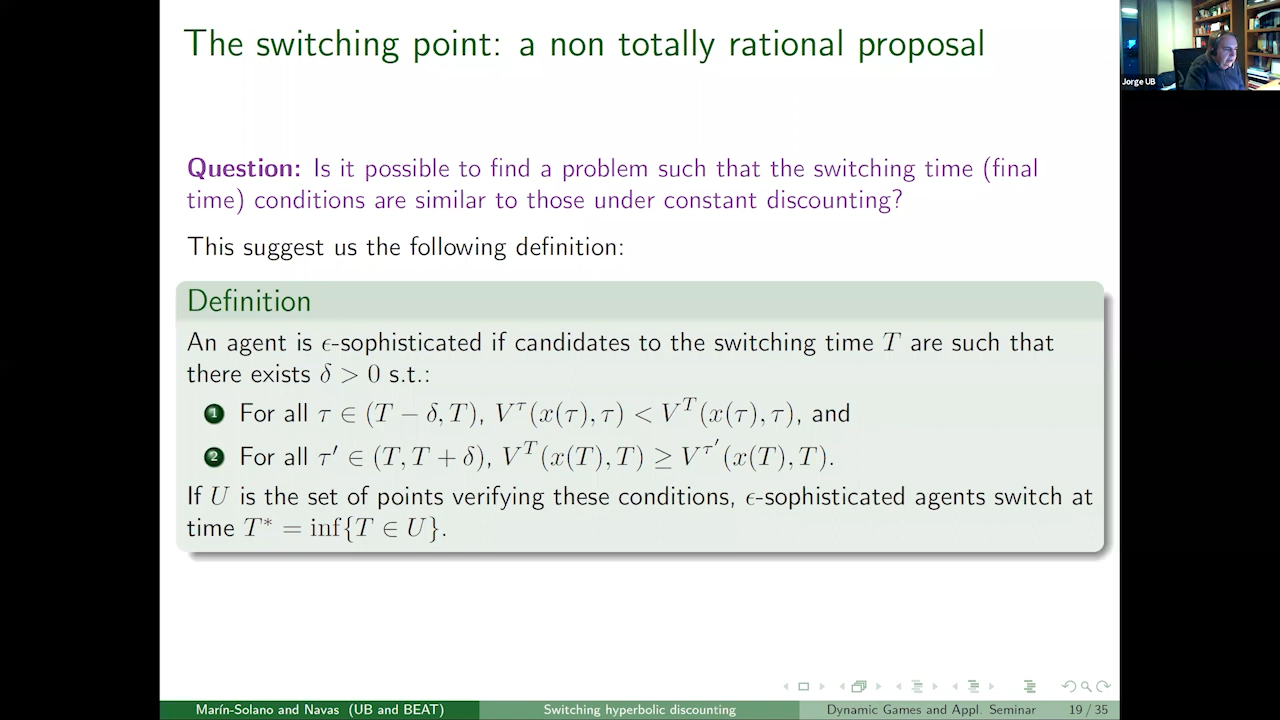 The switching point: a non totally rational proposal
Jorge UB
Question: Is it possible to find a problem such that the switching time (final
time) conditions are similar to those under constant discounting?
This suggest us the following definition:
Definition
An agent is ϵ-sophisticated if candidates to the switching time T are such that
there exists δ > 0 s.t.:
1 For all τ ∈ (T − δ, T), V^τ(x(τ), τ) < V^T(x(τ), τ), and
2 For all τ′ ∈ (T, T + δ), V^T(x(T), T) ≥ V^{τ′}(x(T), T).
If U is the set of points verifying these conditions, ϵ-sophisticated agents switch at
time T* = inf{T ∈ U}.
Marín-Solano and Navas (UB and BEAT) Switching hyperbolic discounting Dynamic Games and Appl. Seminar 19 / 35